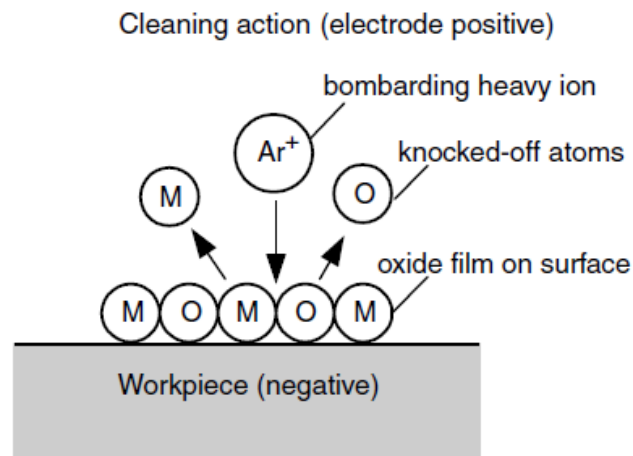 Cleaning action (electrode positive)
bombarding heavy ion
Ar+
knocked-off atoms
M
O
oxide film on surface
M O M O M
Workpiece (negative)